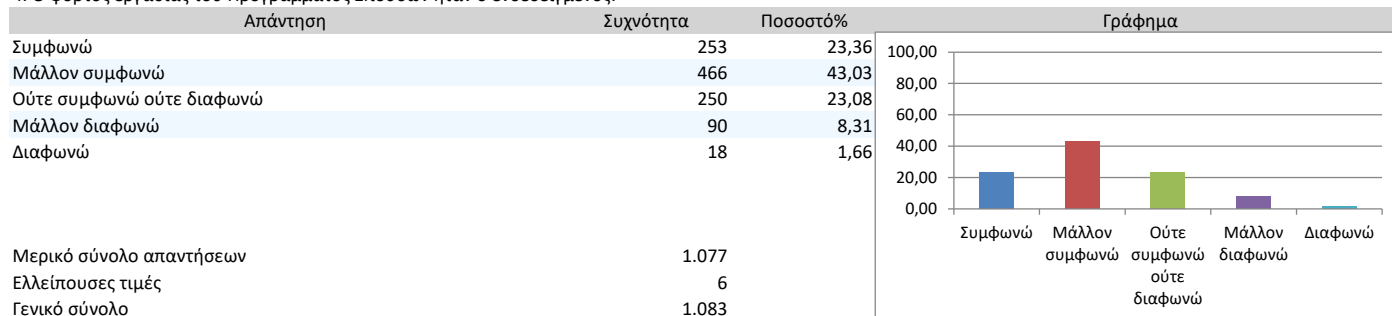 Απάντηση Συχνότητα Ποσοστό% Γράφημα
Συμφωνώ 253 23,36
Μάλλον συμφωνώ 466 43,03
Ούτε συμφωνώ ούτε διαφωνώ 250 23,08
Μάλλον διαφωνώ 90 8,31
Διαφωνώ 18 1,66
Μερικό σύνολο απαντήσεων 1.077
Ελλείπουσες τιμές 6
Γενικό σύνολο 1.083
100,00
80,00
60,00
40,00
20,00
0,00
Συμφωνώ Μάλλον Ούτε Μάλλον Διαφωνώ
συμφωνώ συμφωνώ διαφωνώ
ούτε
διαφωνώ